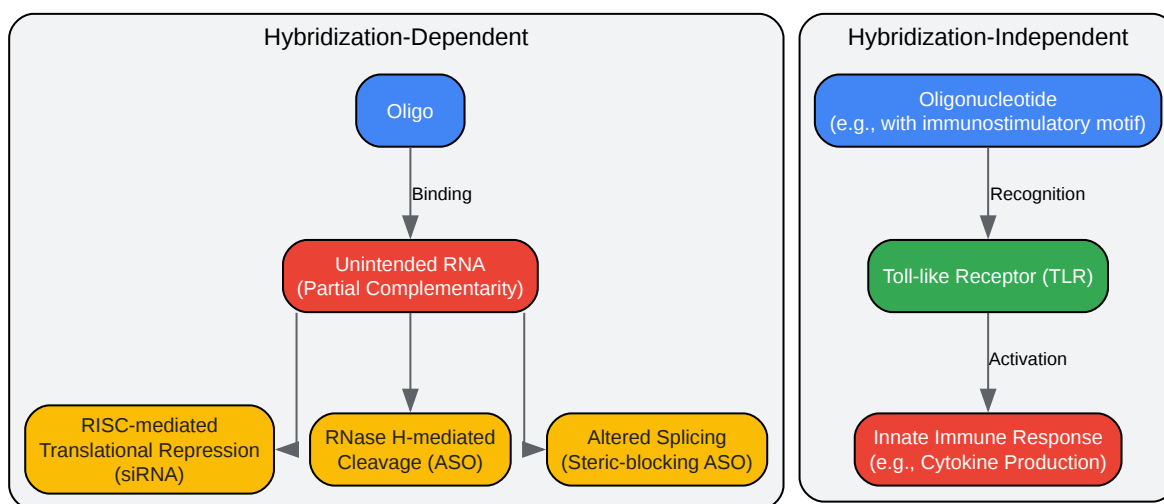 Hybridization-Dependent
Oligo
Binding
Unintended RNA
(Partial Complementarity)
RISC-mediated
Translational Repression
(siRNA)
RNase H-mediated
Cleavage (ASO)
Altered Splicing
(Steric-blocking ASO)
Hybridization-Independent
Oligonucleotide
(e.g., with immunostimulatory motif)
Recognition
Toll-like Receptor (TLR)
Activation
Innate Immune Response
(e.g., Cytokine Production)